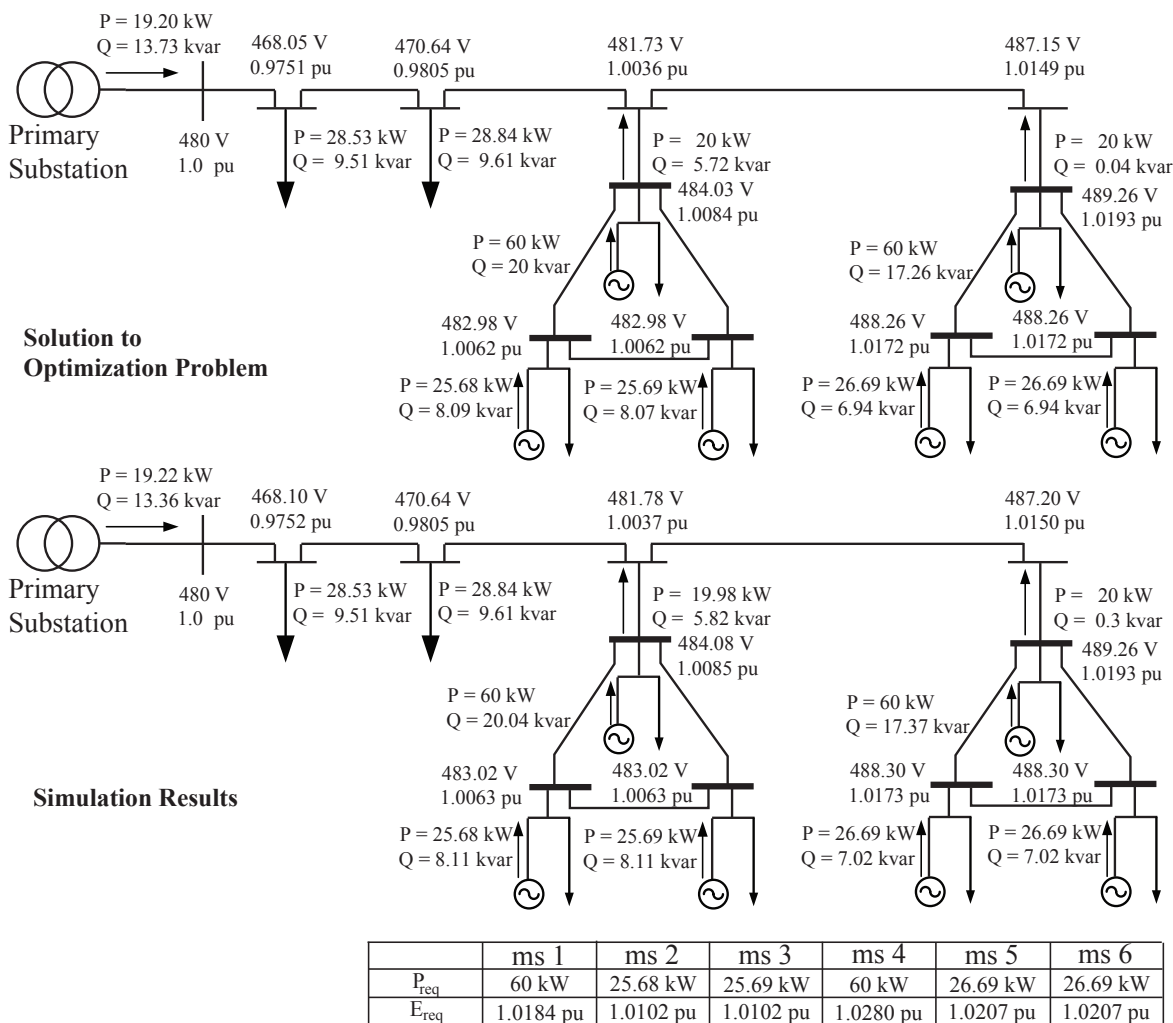 P = 19.20 kW
Q = 13.73 kvar
468.05 V
0.9751 pu
470.64 V
0.9805 pu
481.73 V
1.0036 pu
487.15 V
1.0149 pu
Primary
Substation
480 V
1.0 pu
P = 28.53 kW
Q = 9.51 kvar
P = 28.84 kW
Q = 9.61 kvar
P = 20 kW
Q = 5.72 kvar
484.03 V
1.0084 pu
P = 20 kW
Q = 0.04 kvar
489.26 V
1.0193 pu
P = 60 kW
Q = 20 kvar
P = 60 kW
Q = 17.26 kvar
Solution to
Optimization Problem
482.98 V
1.0062 pu
482.98 V
1.0062 pu
488.26 V
1.0172 pu
488.26 V
1.0172 pu
P = 25.68 kW
Q = 8.09 kvar
P = 25.69 kW
Q = 8.07 kvar
P = 26.69 kW
Q = 6.94 kvar
P = 26.69 kW
Q = 6.94 kvar
P = 19.22 kW
Q = 13.36 kvar
468.10 V
0.9752 pu
470.64 V
0.9805 pu
481.78 V
1.0037 pu
487.20 V
1.0150 pu
Primary
Substation
480 V
1.0 pu
P = 28.53 kW
Q = 9.51 kvar
P = 28.84 kW
Q = 9.61 kvar
P = 19.98 kW
Q = 5.82 kvar
484.08 V
1.0085 pu
P = 20 kW
Q = 0.3 kvar
489.26 V
1.0193 pu
P = 60 kW
Q = 20.04 kvar
P = 60 kW
Q = 17.37 kvar
Simulation Results
483.02 V
1.0063 pu
483.02 V
1.0063 pu
488.30 V
1.0173 pu
488.30 V
1.0173 pu
P = 25.68 kW
Q = 8.11 kvar
P = 25.69 kW
Q = 8.11 kvar
P = 26.69 kW
Q = 7.02 kvar
P = 26.69 kW
Q = 7.02 kvar
ms 1 ms 2 ms 3 ms 4 ms 5 ms 6
Preq 60 kW 25.68 kW 25.69 kW 60 kW 26.69 kW 26.69 kW
Ereq 1.0184 pu 1.0102 pu 1.0102 pu 1.0280 pu 1.0207 pu 1.0207 pu